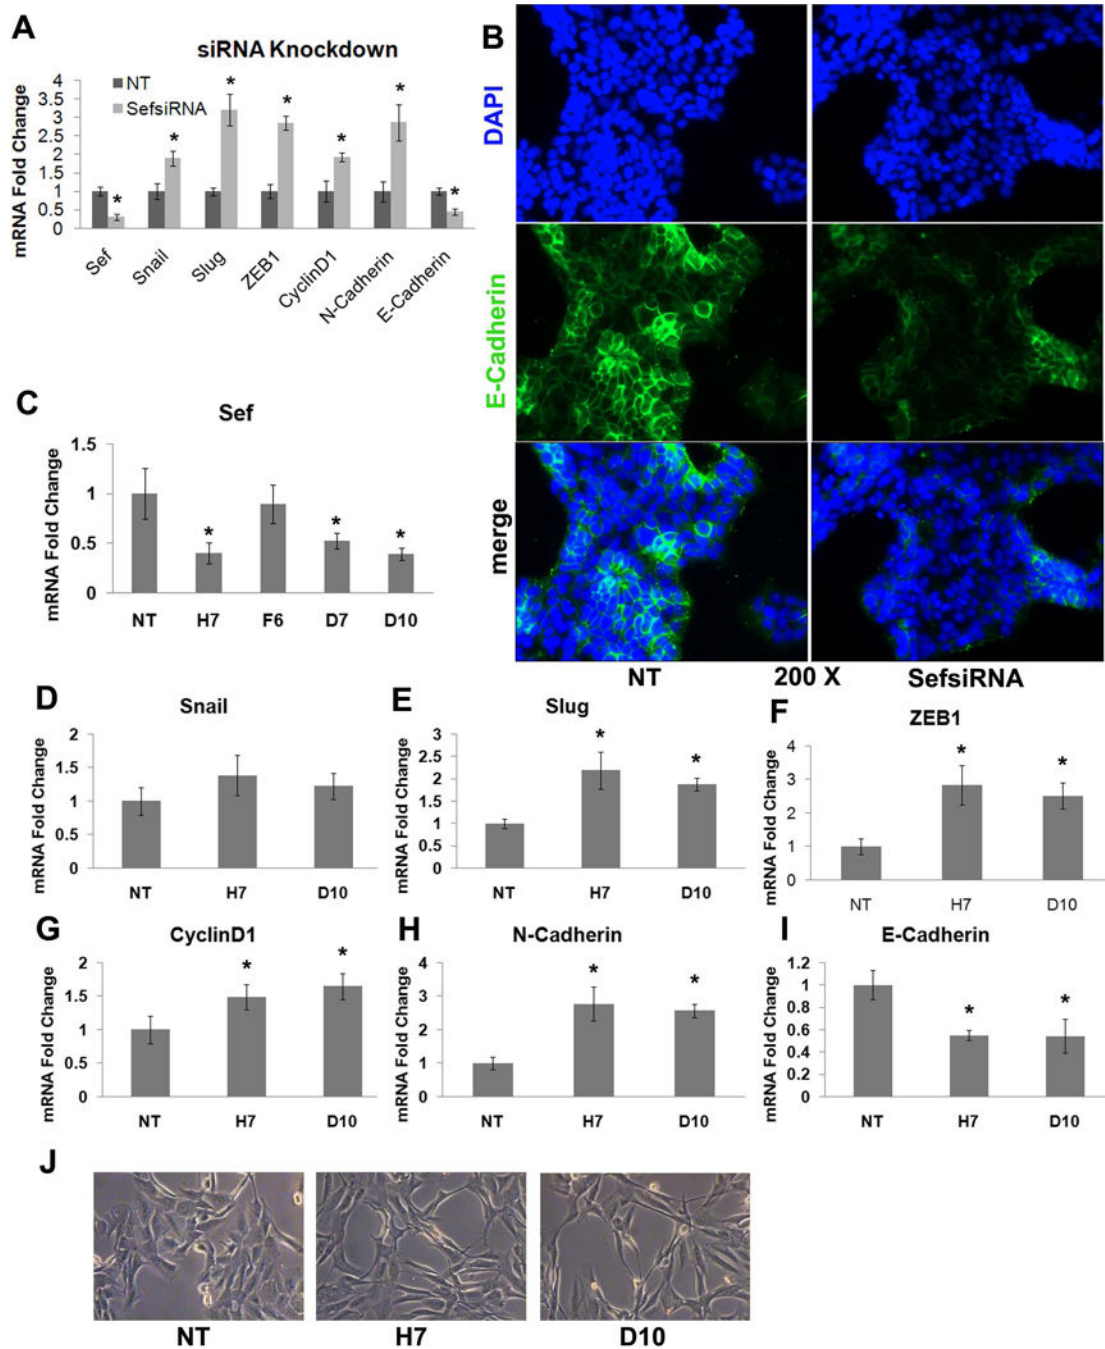 A
siRNA Knockdown
mRNA Fold Change
4
3.5
3
2.5
2
1.5
1
0.5
0
NT
SefsiRNA
* * * * * * *
Sef Snail Slug ZEB1 CyclinD1 N-Cadherin E-Cadherin
B
DAPI
E-Cadherin
merge
NT 200 X SefsiRNA
C
Sef
mRNA Fold Change
1.5
1
0.5
0
* * *
NT H7 F6 D7 D10
D
Snail
mRNA Fold Change
2
1.5
1
0.5
0
NT H7 D10
E
Slug
mRNA Fold Change
3
2.5
2
1.5
1
0.5
0
* *
NT H7 D10
F
ZEB1
mRNA Fold Change
4
3
2
1
0
* *
NT H7 D10
G
CyclinD1
mRNA Fold Change
2
1.5
1
0.5
0
* *
NT H7 D10
H
N-Cadherin
mRNA Fold Change
4
3
2
1
0
* *
NT H7 D10
I
E-Cadherin
mRNA Fold Change
1.2
1
0.8
0.6
0.4
0.2
0
* *
NT H7 D10
J
NT H7 D10